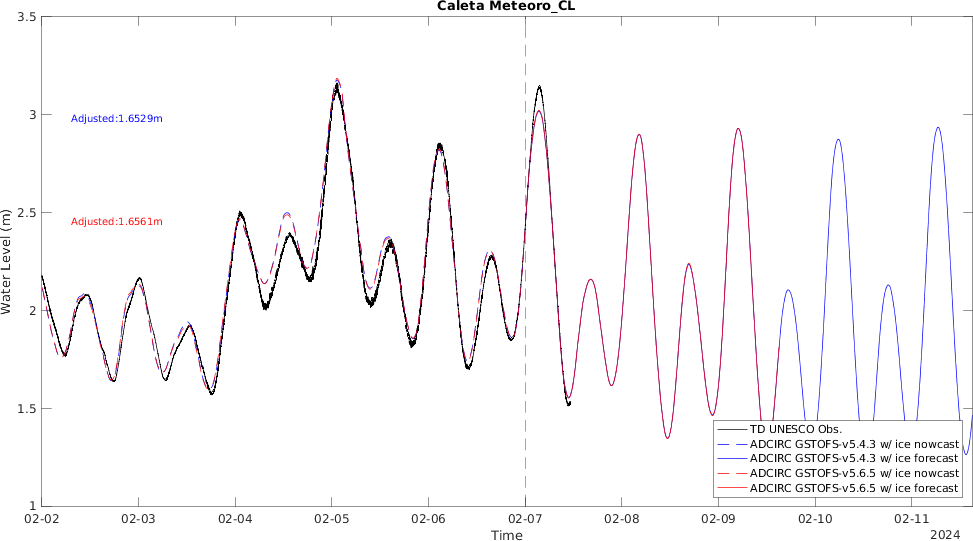 Caleta Meteoro_CL
3.5
3
2.5
2
1.5
1
Water Level (m)
Adjusted:1.6529m
Adjusted:1.6561m
TD UNESCO Obs.
ADCIRC GSTOFS-v5.4.3 w/ ice nowcast
ADCIRC GSTOFS-v5.4.3 w/ ice forecast
ADCIRC GSTOFS-v5.6.5 w/ ice nowcast
ADCIRC GSTOFS-v5.6.5 w/ ice forecast
02-02 02-03 02-04 02-05 02-06 02-07 02-08 02-09 02-10 02-11
Time
2024